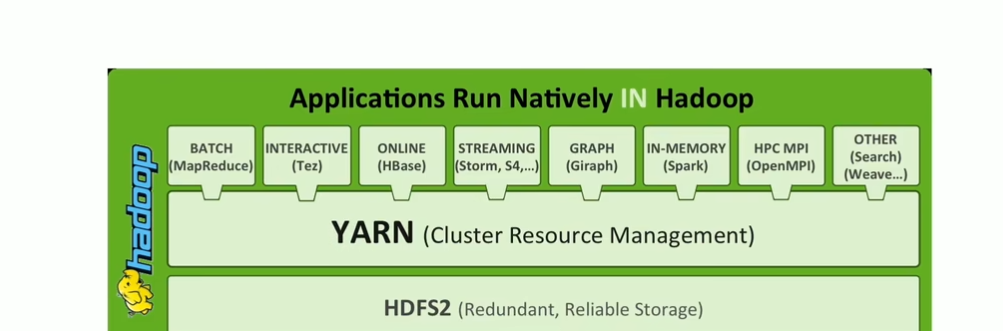 Applications Run Natively IN Hadoop
BATCH
(MapReduce)
INTERACTIVE
(Tez)
ONLINE
(HBase)
STREAMING
(Storm, S4,...)
GRAPH
(Giraph)
IN-MEMORY
(Spark)
HPC MPI
(OpenMPI)
OTHER
(Search)
(Weave...)
hadoop
YARN (Cluster Resource Management)
HDFS2 (Redundant, Reliable Storage)